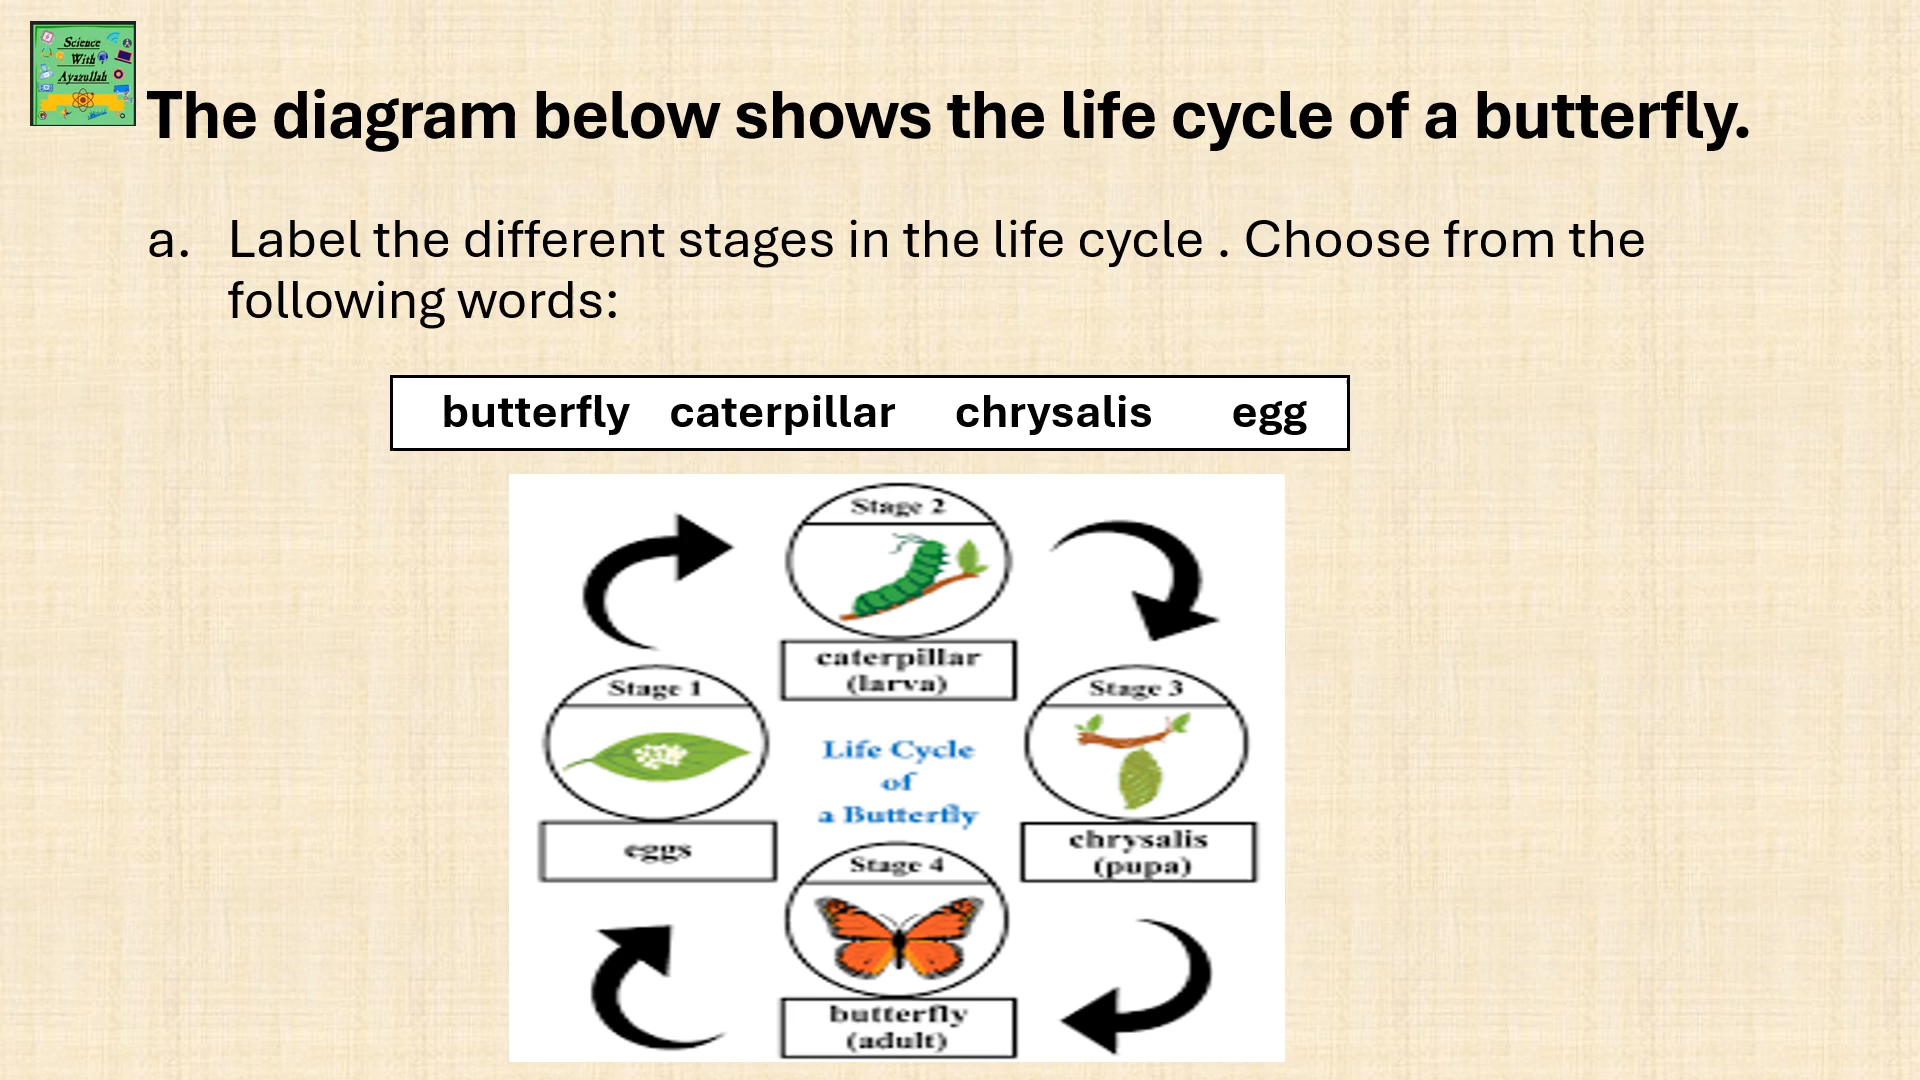 Science
With
Ayazullah
The diagram below shows the life cycle of a butterfly.
a. Label the different stages in the life cycle . Choose from the
following words:
butterfly caterpillar chrysalis egg
Stage 2
caterpillar
(larva)
Stage 1
eggs
Stage 3
chrysalis
(pupa)
Life Cycle
of
a Butterfly
Stage 4
butterfly
(adult)